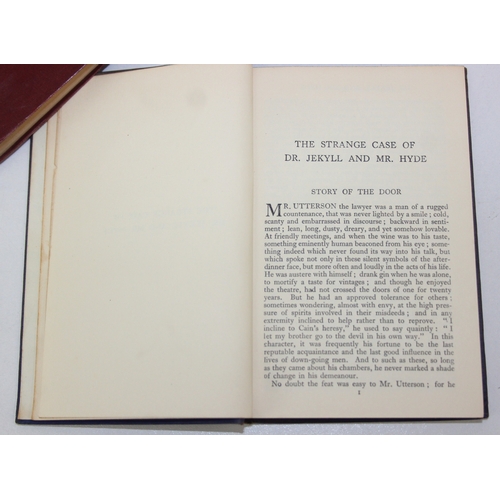 THE STRANGE CASE OF
DR. JEKYLL AND MR. HYDE
STORY OF THE DOOR
MR. UTTERSON the lawyer was a man of a rugged
countenance, that was never lighted by a smile; cold,
scanty and embarrassed in discourse; backward in senti-
ment; lean, long, dusty, dreary, and yet somehow lovable.
At friendly meetings, and when the wine was to his taste,
something eminently human beaconed from his eye; some-
thing indeed which never found its way into his talk, but
which spoke not only in these silent symbols of the after-
dinner face, but more often and loudly in the acts of his life.
He was austere with himself; drank gin when he was alone,
to mortify a taste for vintages; and though he enjoyed
the theatre, had not crossed the doors of one for twenty
years. But he had an approved tolerance for others;
sometimes wondering, almost with envy, at the high pres-
sure of spirits involved in their misdeeds; and in any
extremity inclined to help rather than to reprove. "I
incline to Cain's heresy," he used to say quaintly: "I
let my brother go to the devil in his own way." In this
character, it was frequently his fortune to be the last
reputable acquaintance and the last good influence in the
lives of down-going men. And to such as these, so long
as they came about his chambers, he never marked a shade
of change in his demeanour.
No doubt the feat was easy to Mr. Utterson; for he
1